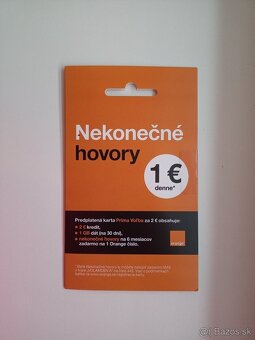 Nekonečné
hovory
1 €
denne*
Predplatená karta Prima Voľba za 2 € obsahuje:
2 € kredit,
1 GB dát (na 30 dní),
nekonečné hovory na 6 mesiacov
zadarmo na 1 Orange číslo.
orange
Bazos.sk